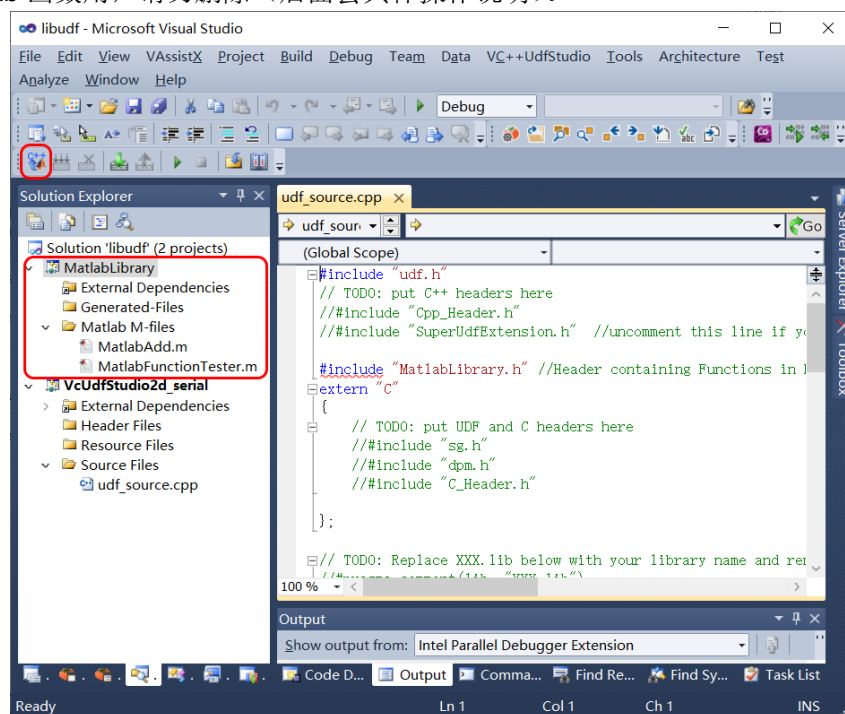 libudf - Microsoft Visual Studio
File Edit View VAssistX Project Build Debug Team Data VC++UdfStudio Tools Architecture Test
Analyze Window Help
Debug
Solution Explorer
udf_source.cpp
udf_sour
Go
(Global Scope)
Solution 'libudf' (2 projects)
MatlabLibrary
External Dependencies
Generated-Files
Matlab M-files
MatlabAdd.m
MatlabFunctionTester.m
VcUdfStudio2d_serial
External Dependencies
Header Files
Resource Files
Source Files
udf_source.cpp
#include "udf.h"
// TODO: put C++ headers here
//#include "Cpp_Header.h"
//#include "SuperUdfExtension.h" //uncomment this line if yo
#include "MatlabLibrary.h" //Header containing Functions in
extern "C"
{
// TODO: put UDF and C headers here
//#include "sg.h"
//#include "dpm.h"
//#include "C_Header.h"
};
// TODO: Replace XXX.lib below with your library name and rem
100 %
Server Explorer
Toolbox
Output
Show output from: Intel Parallel Debugger Extension
Code D... Output Comma... Find Re... Find Sy... Task List
Ready Ln 1 Col 1 Ch 1 INS